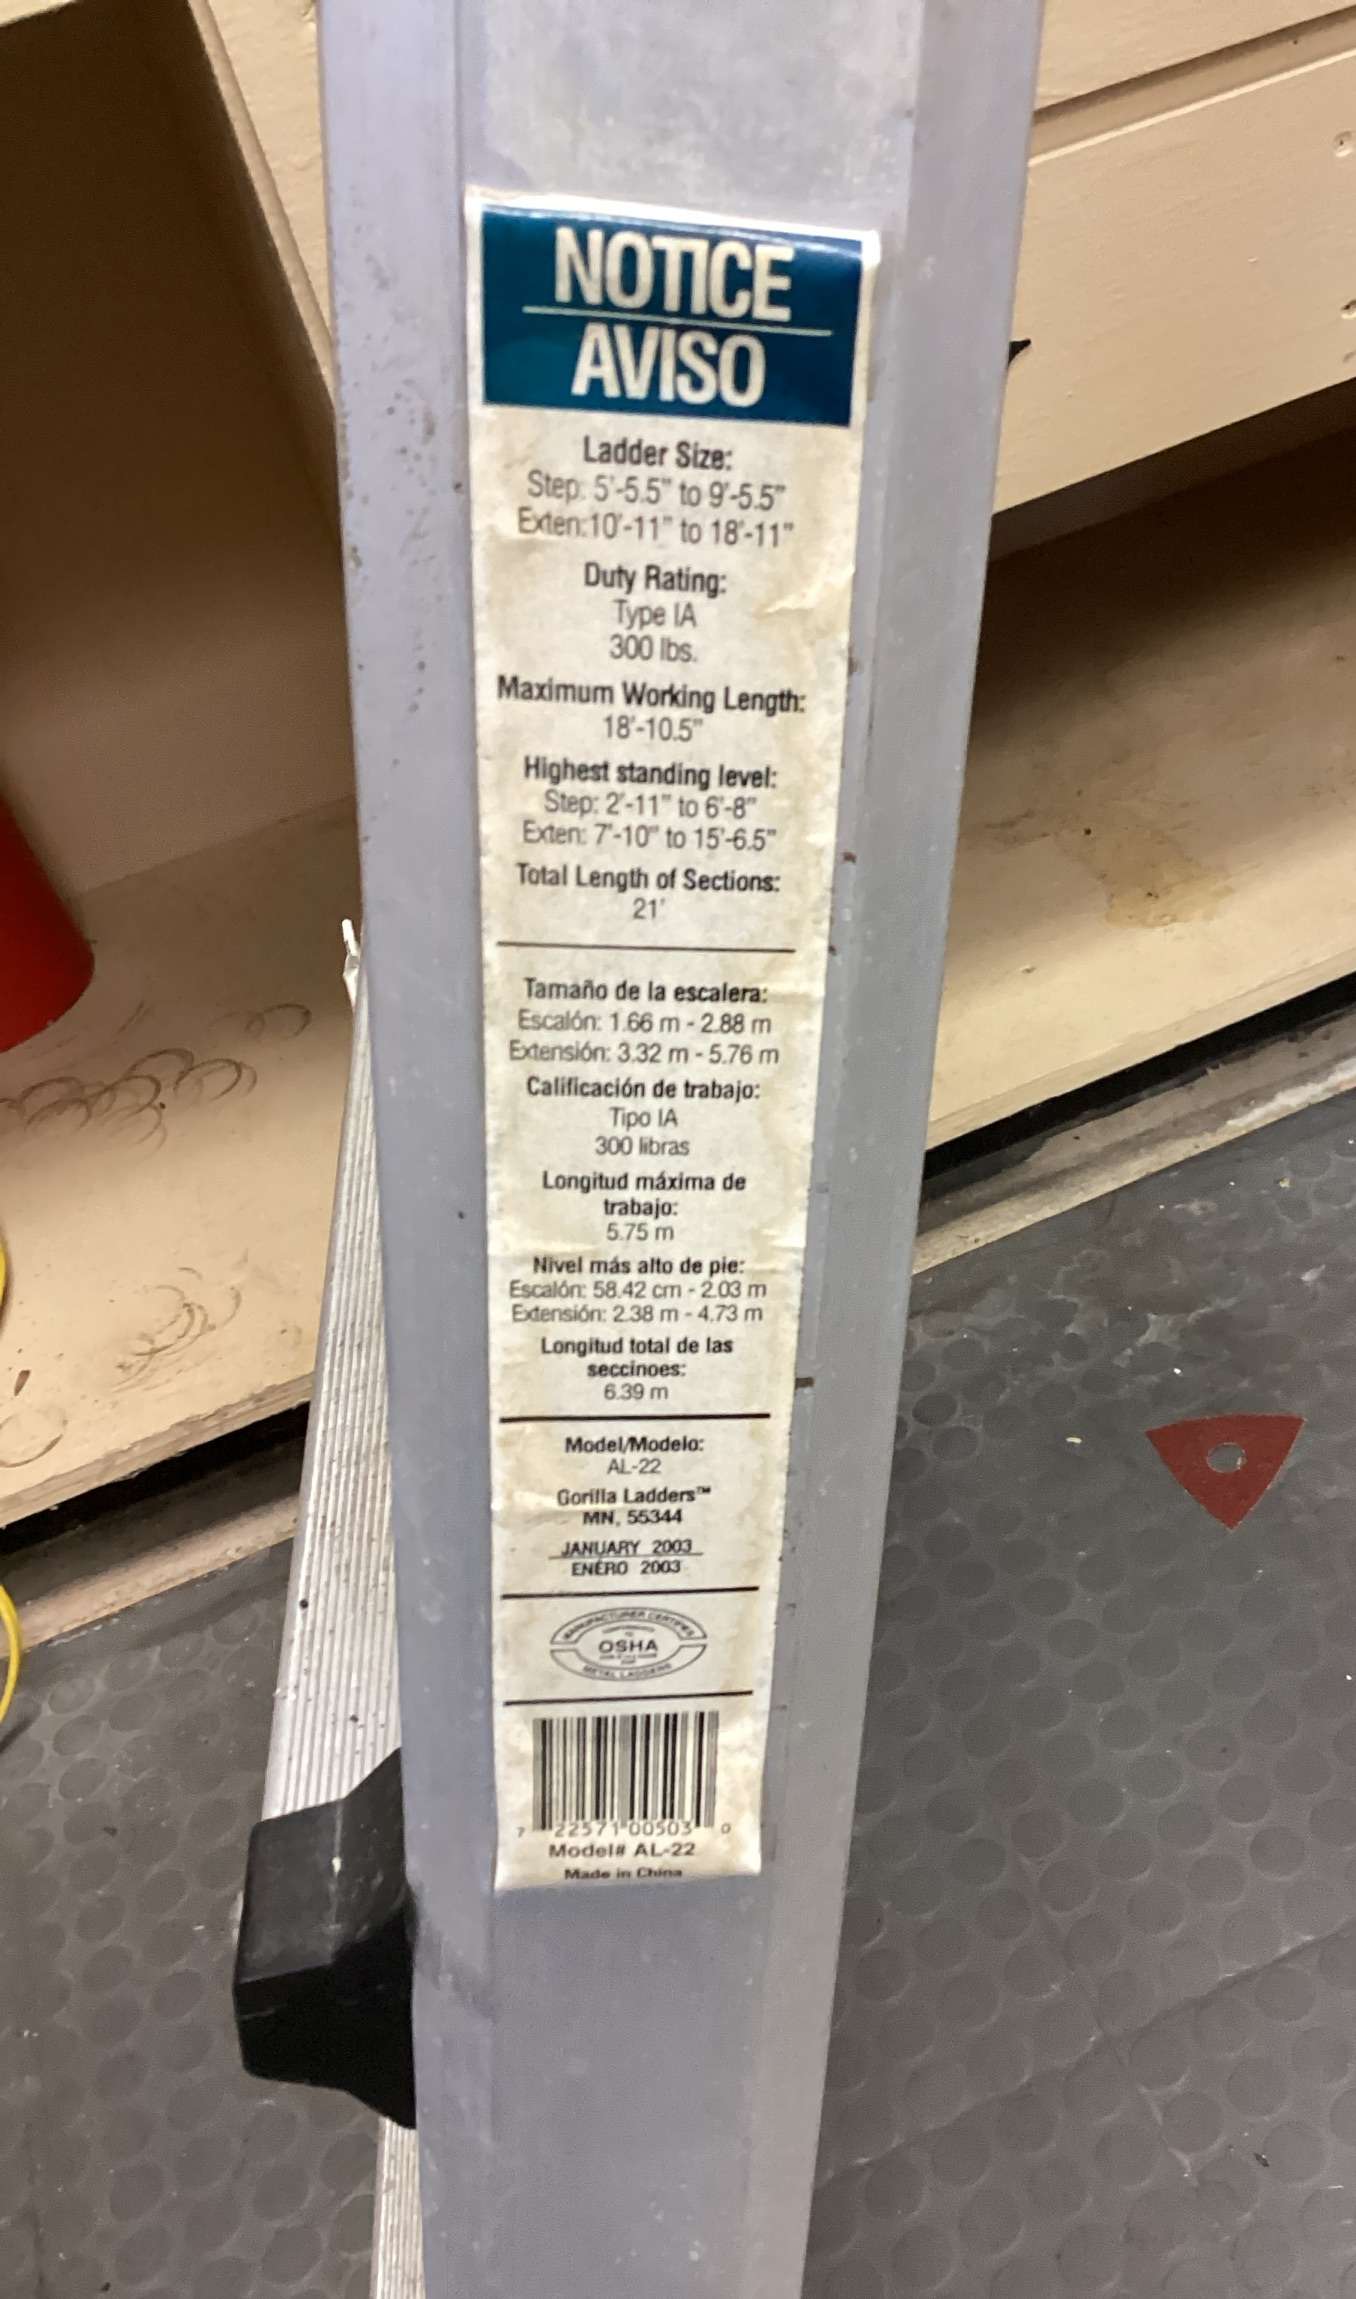 NOTICE
AVISO
Ladder Size:
Step: 5'-5.5" to 9'-5.5"
Exten:10'-11" to 18'-11"
Duty Rating:
Type IA
300 lbs.
Maximum Working Length:
18'-10.5"
Highest standing level:
Step: 2'-11" to 6'-8"
Exten: 7'-10" to 15'-6.5"
Total Length of Sections:
21'
Tamaño de la escalera:
Escalón: 1.66 m - 2.88 m
Extensión: 3.32 m - 5.76 m
Calificación de trabajo:
Tipo IA
300 libras
Longitud máxima de
trabajo:
5.75 m
Nivel más alto de pie:
Escalón: 58.42 cm - 2.03 m
Extensión: 2.38 m - 4.73 m
Longitud total de las
seccinoes:
6.39 m
Model/Modelo:
AL-22
Gorilla Ladders™
MN, 55344
JANUARY 2003
ENÉRO 2003
MANUFACTURER CERTIFIES
OSHA
METAL LADDERS
7 22571 00503 0
Model# AL-22
Made in China